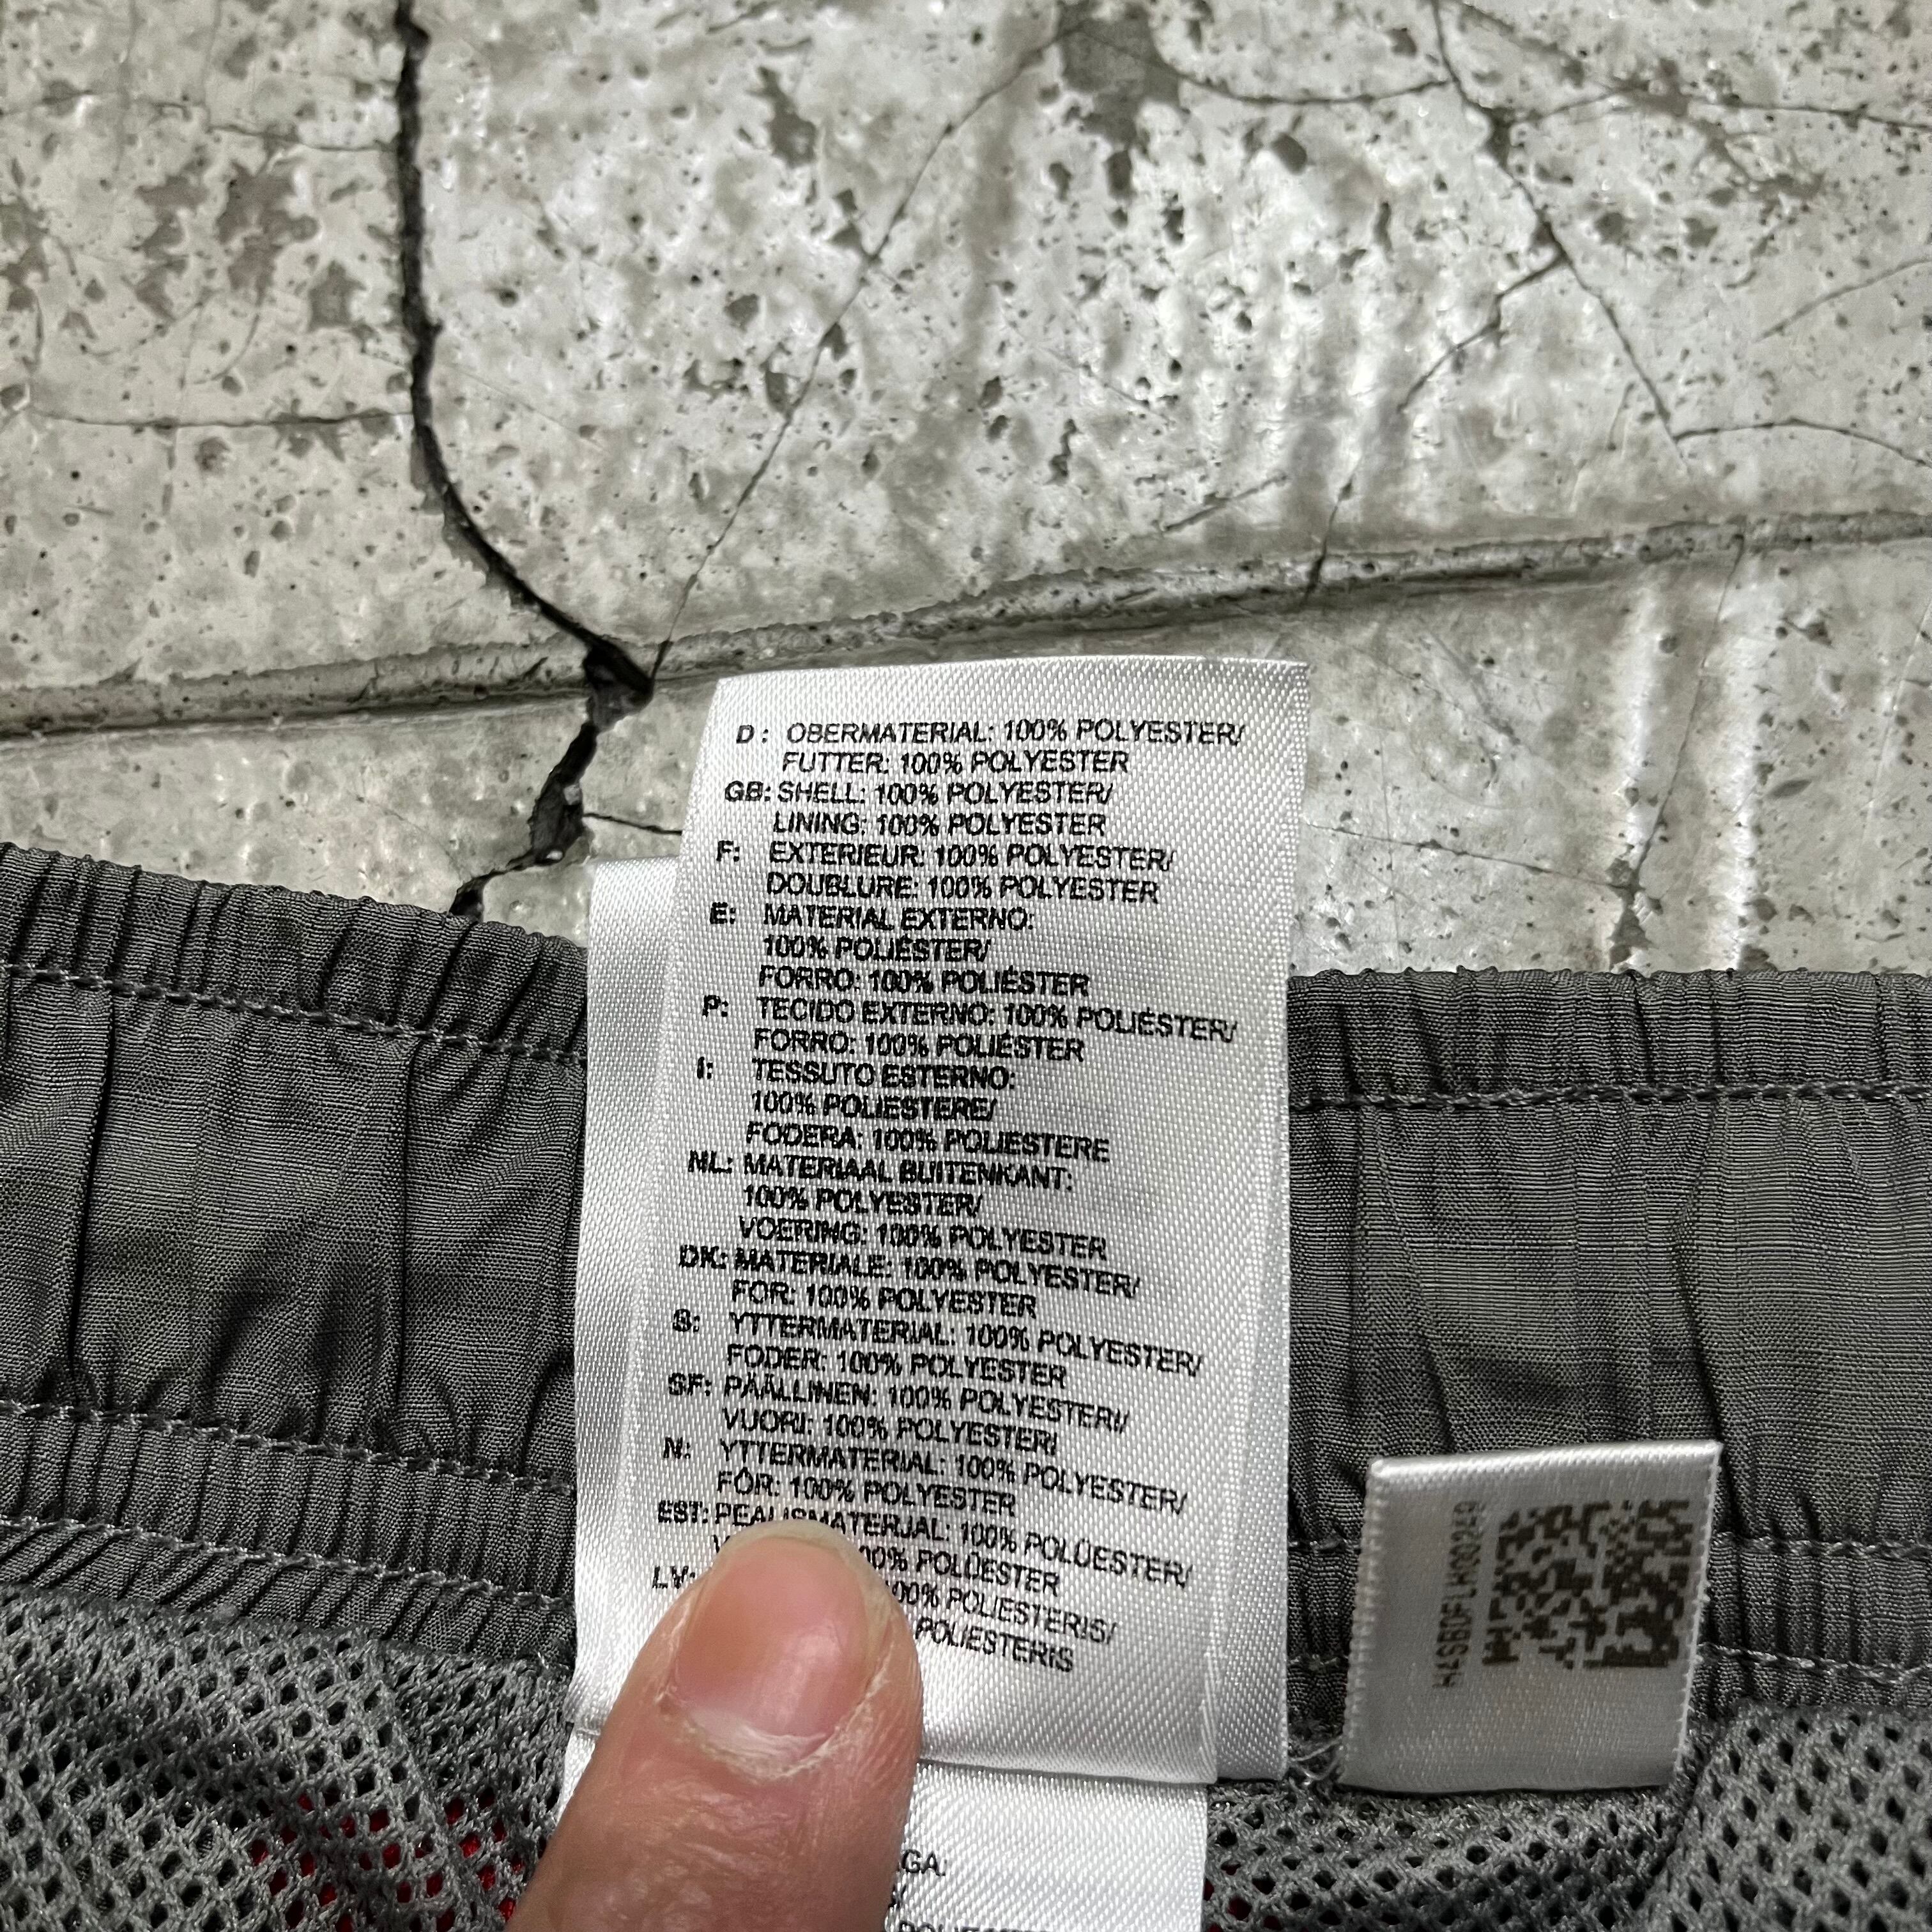 D: OBERMATERIAL: 100% POLYESTER/
FUTTER: 100% POLYESTER
GB: SHELL: 100% POLYESTER/
LINING: 100% POLYESTER
F: EXTERIEUR: 100% POLYESTER/
DOUBLURE: 100% POLYESTER
E: MATERIAL EXTERNO:
100% POLIÉSTER/
FORRO: 100% POLIÉSTER
P: TECIDO EXTERNO: 100% POLIÉSTER/
FORRO: 100% POLIÉSTER
I: TESSUTO ESTERNO:
100% POLIESTERE/
FODERA: 100% POLIESTERE
NL: MATERIAAL BUITENKANT:
100% POLYESTER/
VOERING: 100% POLYESTER
DK: MATERIALE: 100% POLYESTER/
FOR: 100% POLYESTER
S: YTTERMATERIAL: 100% POLYESTER/
FODER: 100% POLYESTER
SF: PÄÄLLINEN: 100% POLYESTERI/
VUORI: 100% POLYESTERI
N: YTTERMATERIAL: 100% POLYESTER/
FÔR: 100% POLYESTER
EST: PEALISMATERJAL: 100% POLÜESTER/
100% POLÜESTER
LV: 100% POLIESTERIS/
POLIESTERIS
H4SBDFLH00249